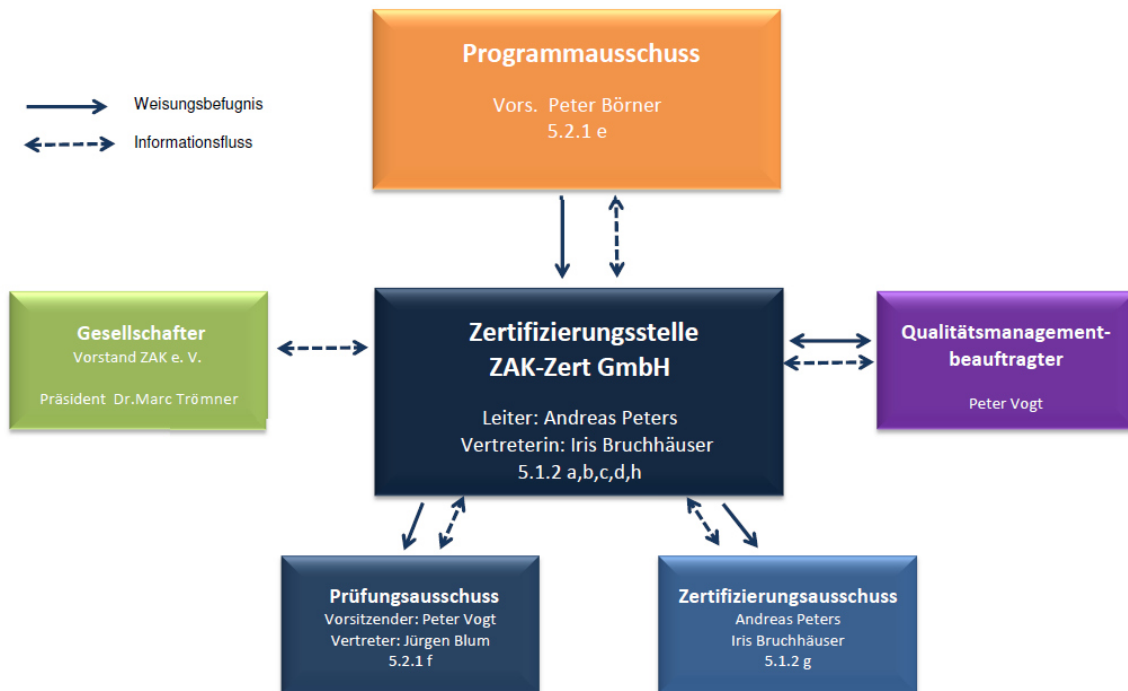 Programmausschuss
Vors. Peter Börner
5.2.1 e
Weisungsbefugnis
Informationsfluss
Gesellschafter
Vorstand ZAK e. V.
Präsident Dr.Marc Trömner
Zertifizierungsstelle
ZAK-Zert GmbH
Leiter: Andreas Peters
Vertreterin: Iris Bruchhäuser
5.1.2 a,b,c,d,h
Qualitätsmanagement-
beauftragter
Peter Vogt
Prüfungsausschuss
Vorsitzender: Peter Vogt
Vertreter: Jürgen Blum
5.2.1 f
Zertifizierungsausschuss
Andreas Peters
Iris Bruchhäuser
5.1.2 g